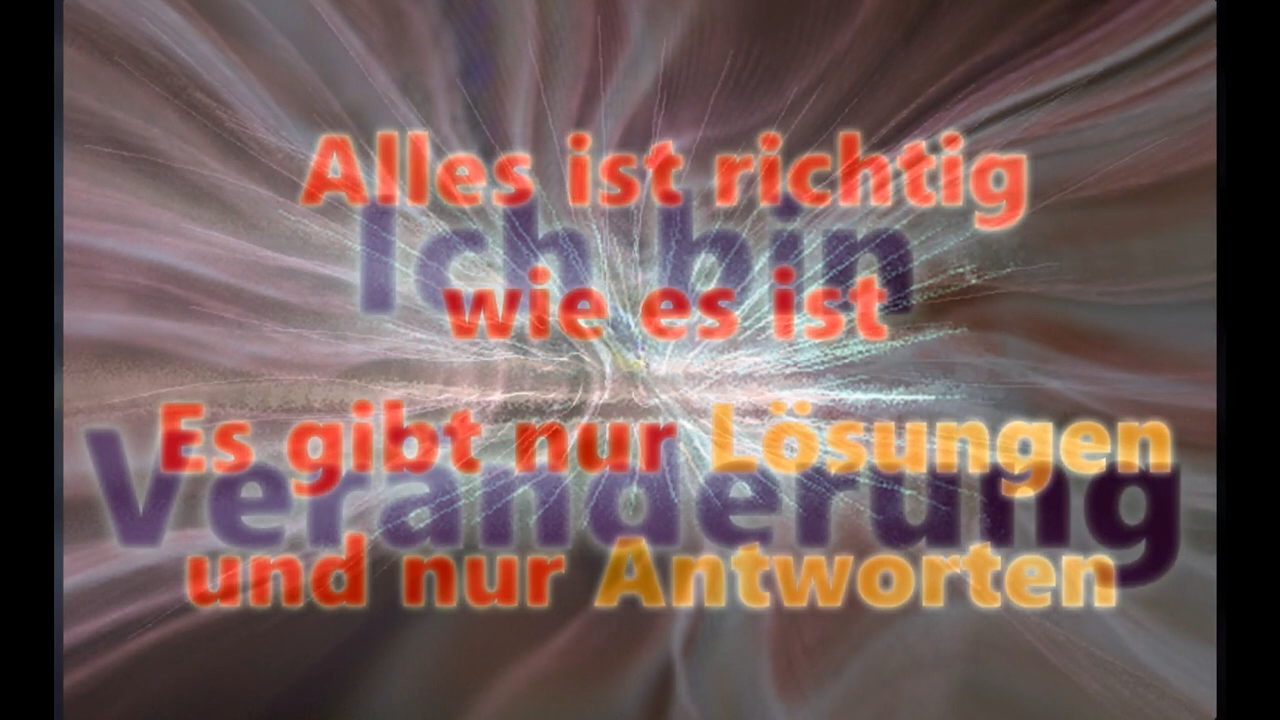 Alles ist richtig
Ich bin
wie es ist
Es gibt nur Lösungen
Veränderung
und nur Antworten